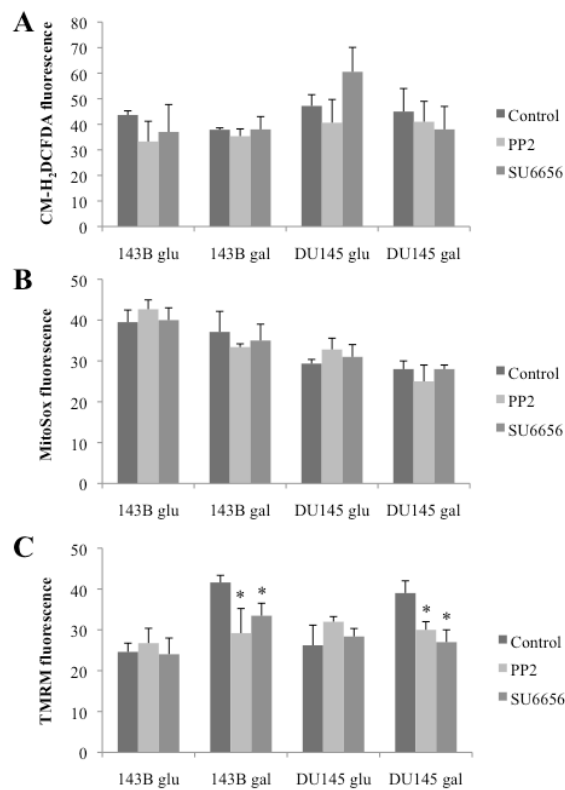 A
CM-H₂DCFDA fluorescence
80
70
60
50
40
30
20
10
0
143B glu
143B gal
DU145 glu
DU145 gal
Control
PP2
SU6656
B
MitoSox fluorescence
50
40
30
20
10
0
143B glu
143B gal
DU145 glu
DU145 gal
Control
PP2
SU6656
C
TMRM fluorescence
50
40
30
20
10
0
* *
* *
143B glu
143B gal
DU145 glu
DU145 gal
Control
PP2
SU6656